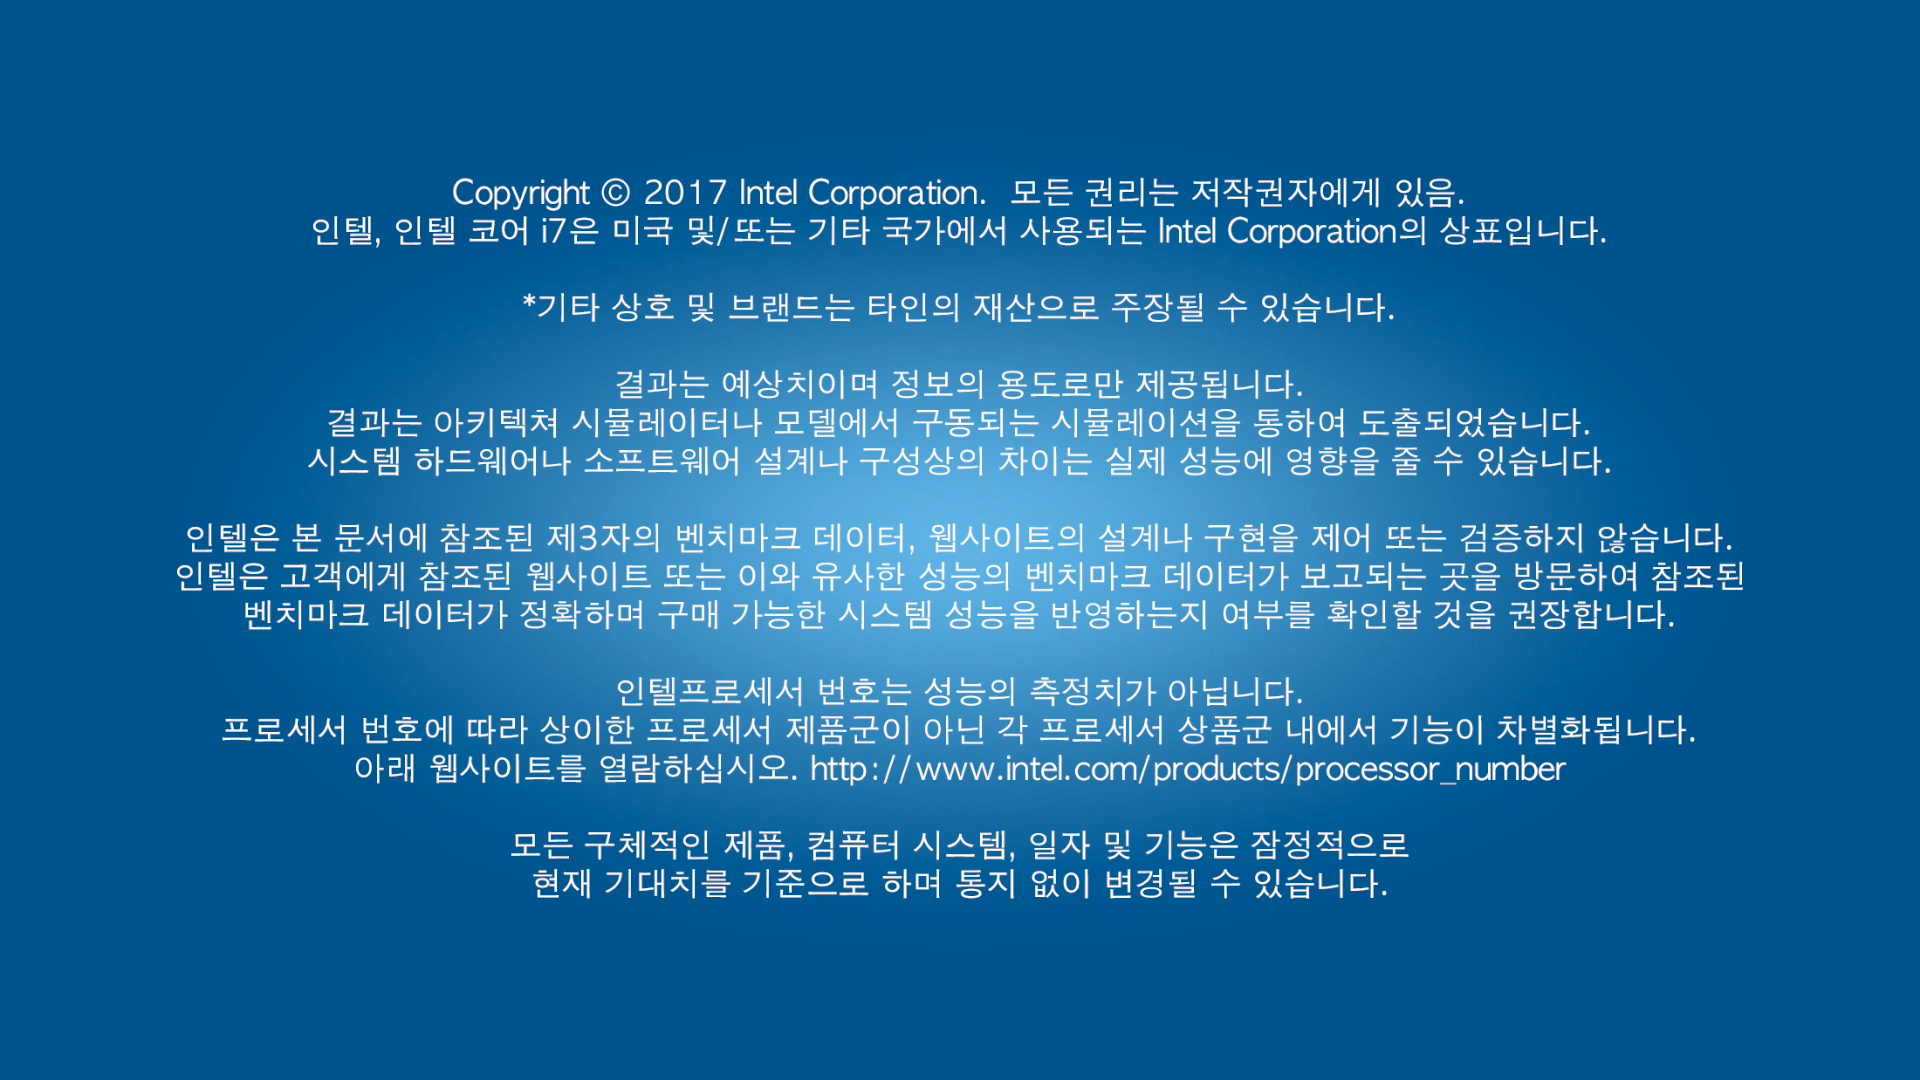 Copyright © 2017 Intel Corporation. 모든 권리는 저작권자에게 있음.
인텔, 인텔 코어 i7은 미국 및/또는 기타 국가에서 사용되는 Intel Corporation의 상표입니다.
*기타 상호 및 브랜드는 타인의 재산으로 주장될 수 있습니다.
결과는 예상치이며 정보의 용도로만 제공됩니다.
결과는 아키텍쳐 시뮬레이터나 모델에서 구동되는 시뮬레이션을 통하여 도출되었습니다.
시스템 하드웨어나 소프트웨어 설계나 구성상의 차이는 실제 성능에 영향을 줄 수 있습니다.
인텔은 본 문서에 참조된 제3자의 벤치마크 데이터, 웹사이트의 설계나 구현을 제어 또는 검증하지 않습니다.
인텔은 고객에게 참조된 웹사이트 또는 이와 유사한 성능의 벤치마크 데이터가 보고되는 곳을 방문하여 참조된
벤치마크 데이터가 정확하며 구매 가능한 시스템 성능을 반영하는지 여부를 확인할 것을 권장합니다.
인텔프로세서 번호는 성능의 측정치가 아닙니다.
프로세서 번호에 따라 상이한 프로세서 제품군이 아닌 각 프로세서 상품군 내에서 기능이 차별화됩니다.
아래 웹사이트를 열람하십시오. http://www.intel.com/products/processor_number
모든 구체적인 제품, 컴퓨터 시스템, 일자 및 기능은 잠정적으로
현재 기대치를 기준으로 하며 통지 없이 변경될 수 있습니다.